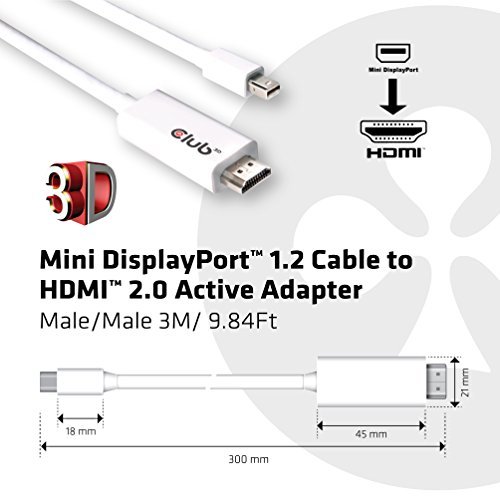 Mini DisplayPort
HDMI™
Club 3D
3D
Mini DisplayPort™ 1.2 Cable to
HDMI™ 2.0 Active Adapter
Male/Male 3M/ 9.84Ft
21 mm
18 mm
45 mm
300 mm